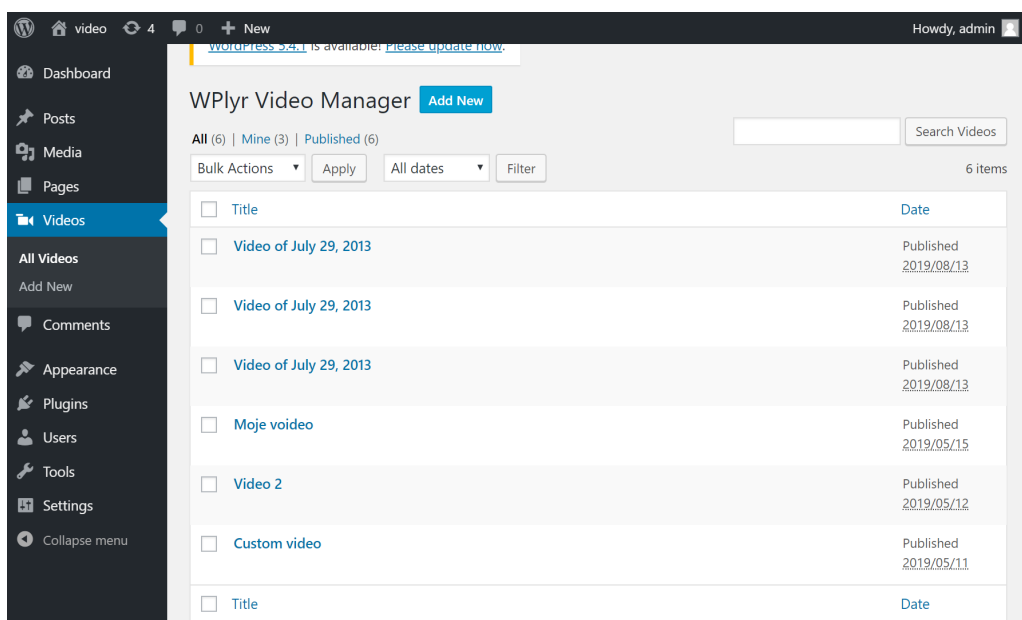 video 4 0 New Howdy, admin
WordPress 5.4.1 is available! Please update now.
Dashboard
Posts
Media
Pages
Videos
All Videos
Add New
Comments
Appearance
Plugins
Users
Tools
Settings
Collapse menu
WPlyr Video Manager Add New
All (6) | Mine (3) | Published (6)
Search Videos
Bulk Actions Apply All dates Filter 6 items
Title Date
Video of July 29, 2013 Published
2019/08/13
Video of July 29, 2013 Published
2019/08/13
Video of July 29, 2013 Published
2019/08/13
Moje voideo Published
2019/05/15
Video 2 Published
2019/05/12
Custom video Published
2019/05/11
Title Date